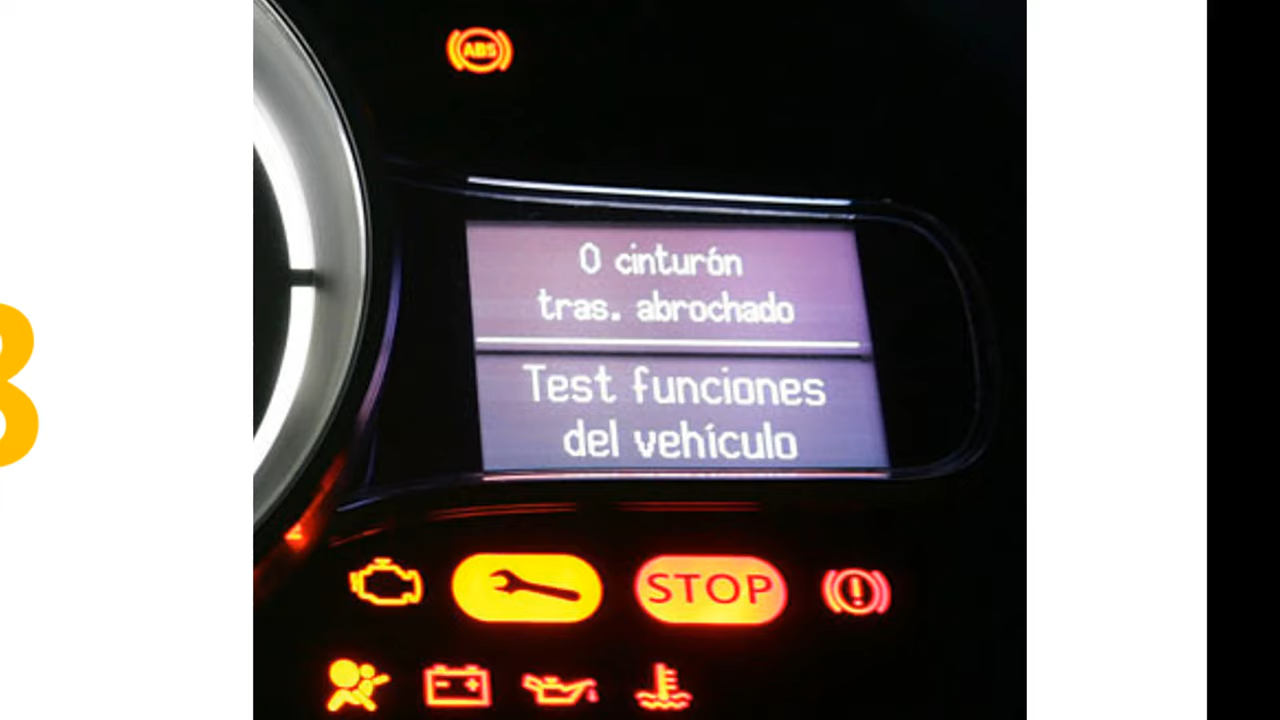 ABS
0 cinturón
tras. abrochado
Test funciones
del vehículo
STOP